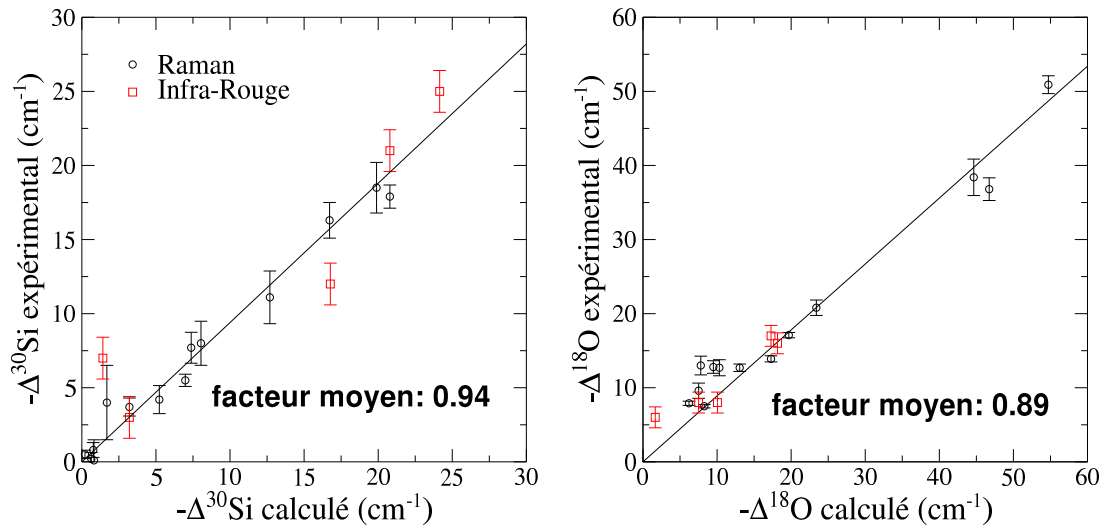 30
25
20
15
10
5
0
-Δ³⁰Si expérimental (cm⁻¹)
Raman
Infra-Rouge
facteur moyen: 0.94
0 5 10 15 20 25 30
-Δ³⁰Si calculé (cm⁻¹)
60
50
40
30
20
10
0
-Δ¹⁸O expérimental (cm⁻¹)
facteur moyen: 0.89
0 10 20 30 40 50 60
-Δ¹⁸O calculé (cm⁻¹)